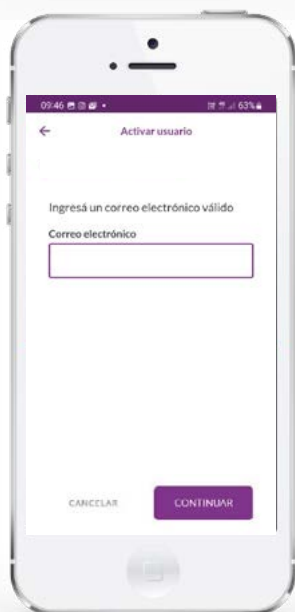 09:46 63%
Activar usuario
Ingresá un correo electrónico válido
Correo electrónico
CANCELAR CONTINUAR